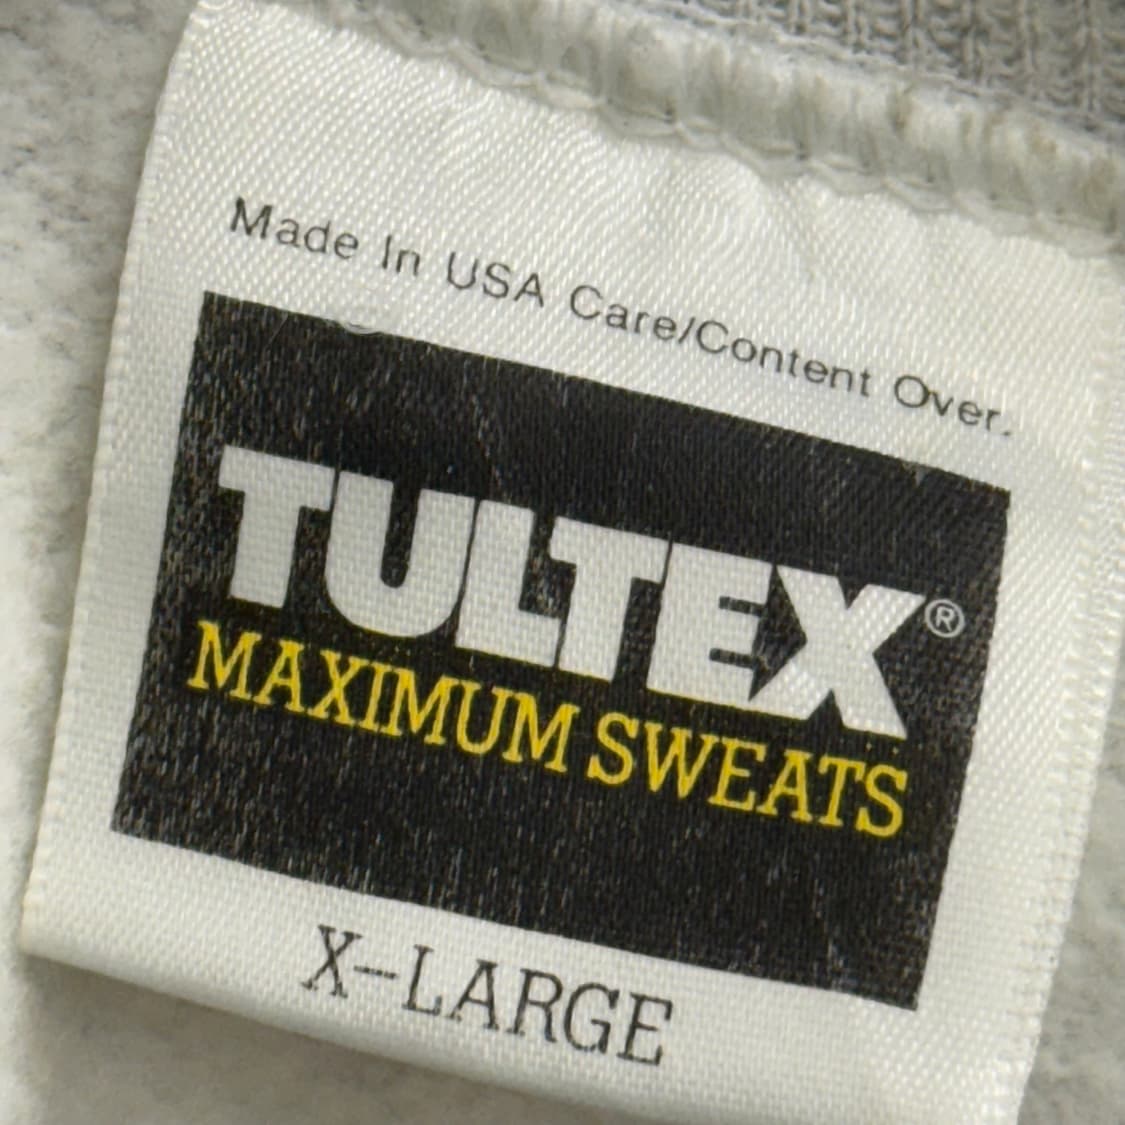 Made In USA Care/Content Over.
TULTEX®
MAXIMUM SWEATS
X-LARGE